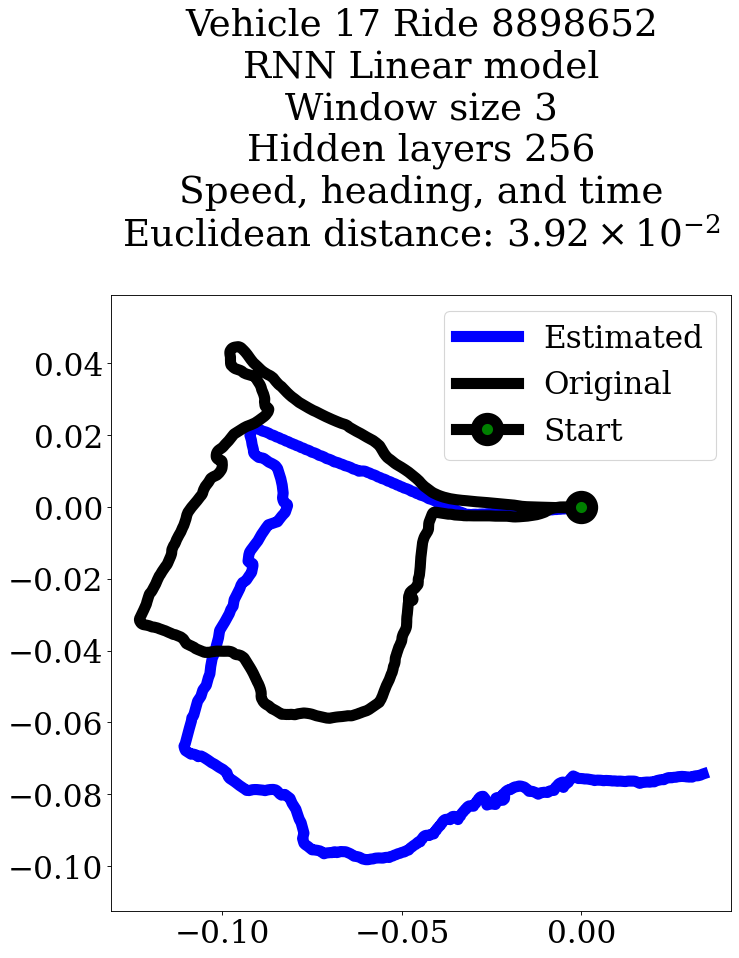 Vehicle 17 Ride 8898652
RNN Linear model
Window size 3
Hidden layers 256
Speed, heading, and time
Euclidean distance: 3.92 × 10⁻²
Estimated
Original
Start
0.04
0.02
0.00
−0.02
−0.04
−0.06
−0.08
−0.10
−0.10 −0.05 0.00